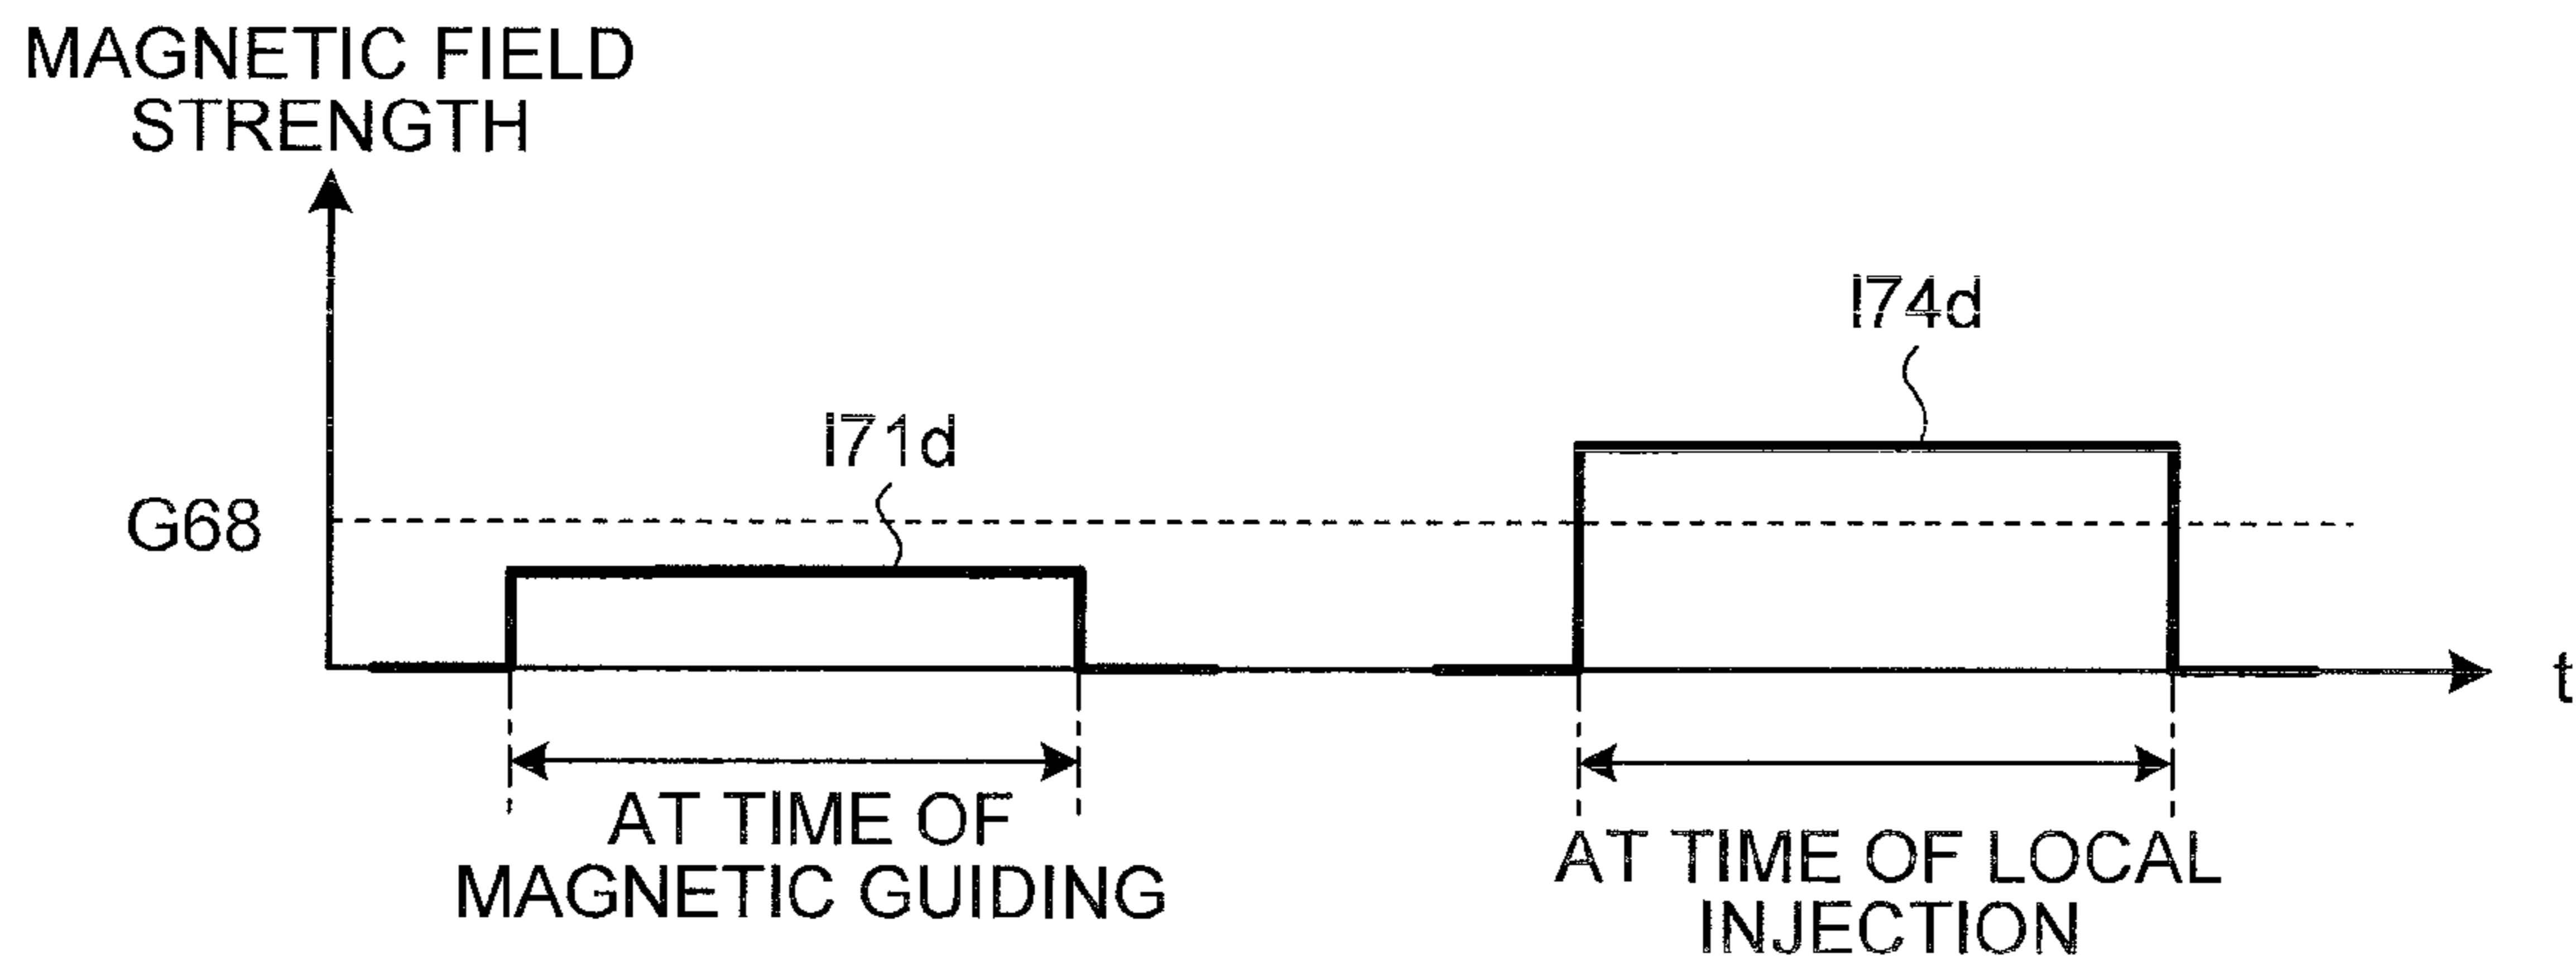 MAGNETIC FIELD
STRENGTH
I74d
I71d
G68
t
AT TIME OF
MAGNETIC GUIDING
AT TIME OF LOCAL
INJECTION